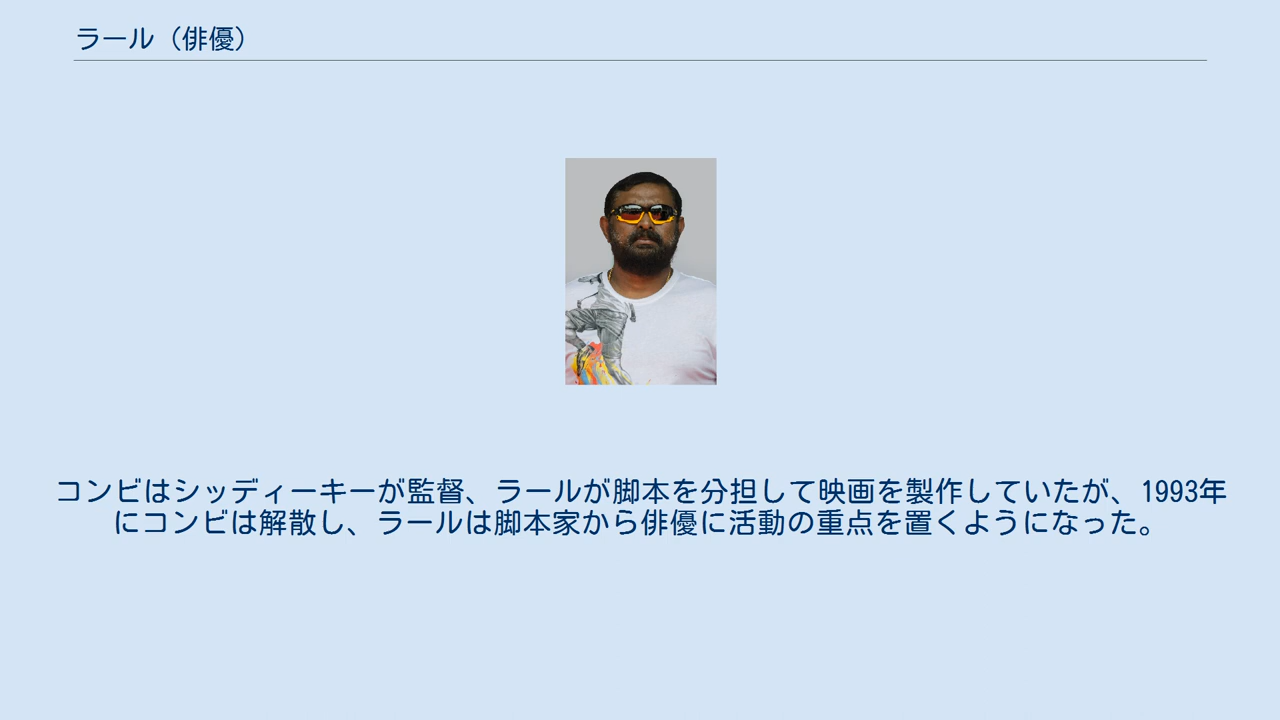 ラール（俳優）
コンビはシッディーキーが監督、ラールが脚本を分担して映画を製作していたが、1993年
にコンビは解散し、ラールは脚本家から俳優に活動の重点を置くようになった。